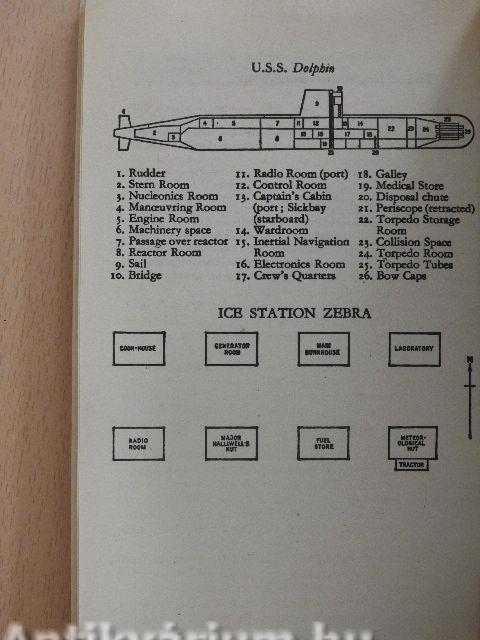 U.S.S. Dolphin
1. Rudder
2. Stern Room
3. Nucleonics Room
4. Manœuvring Room
5. Engine Room
6. Machinery space
7. Passage over reactor
8. Reactor Room
9. Sail
10. Bridge
11. Radio Room (port)
12. Control Room
13. Captain's Cabin
(port; Sickbay
(starboard)
14. Wardroom
15. Inertial Navigation
Room
16. Electronics Room
17. Crew's Quarters
18. Galley
19. Medical Store
20. Disposal chute
21. Periscope (retracted)
22. Torpedo Storage
Room
23. Collision Space
24. Torpedo Room
25. Torpedo Tubes
26. Bow Caps
ICE STATION ZEBRA
COOK-HOUSE
GENERATOR
ROOM
MAIN
BUNKHOUSE
LABORATORY
N
RADIO
ROOM
MAJOR
HALLIWELL'S
HUT
FUEL
STORE
METEOR-
OLOGICAL
HUT
TRACTOR
Antikvárium.hu